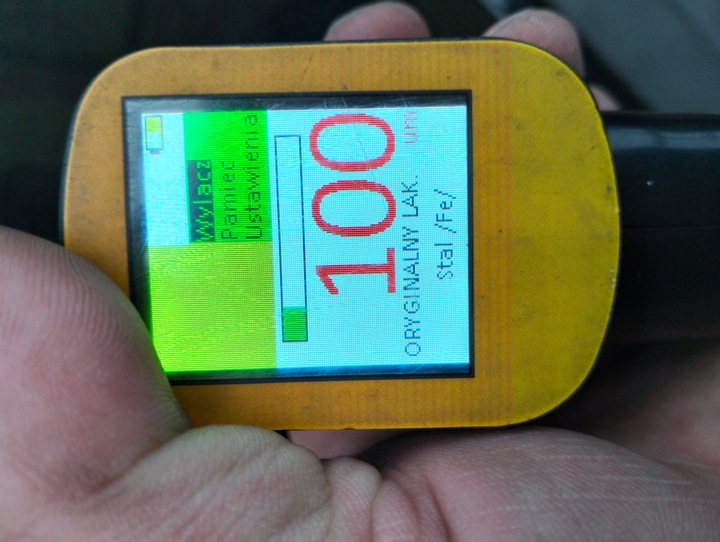 Wylacz
Pamiec
Ustawienia
100 um
ORYGINALNY LAK.
Stal /Fe/